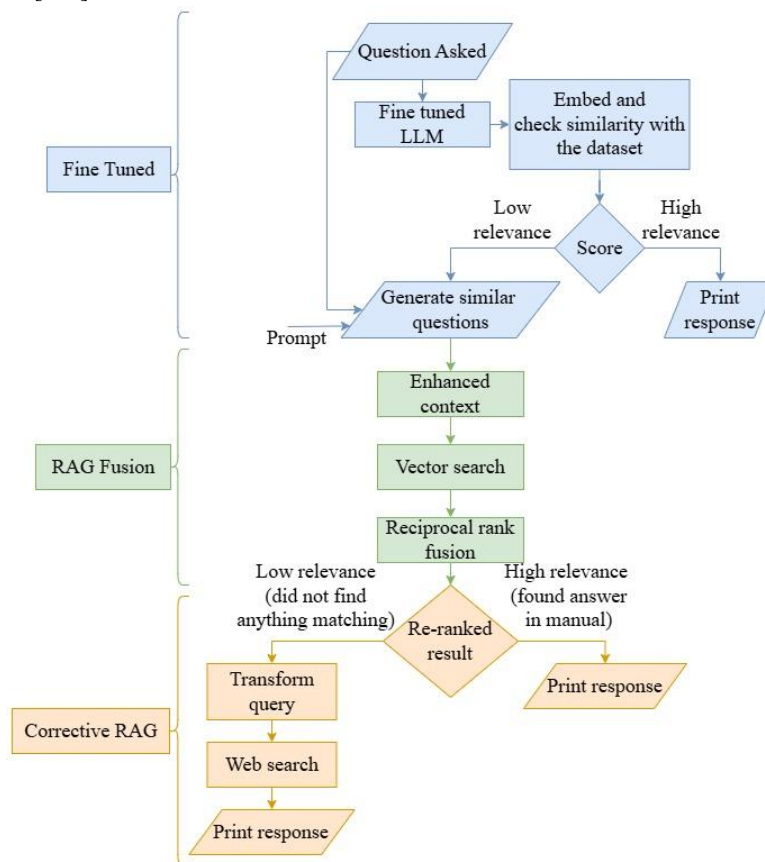 Question Asked
Fine tuned
LLM
Embed and
check similarity with
the dataset
Fine Tuned
Low
relevance
High
relevance
Score
Generate similar
questions
Print
response
Prompt
Enhanced
context
RAG Fusion
Vector search
Reciprocal rank
fusion
Low relevance
(did not find
anything matching)
High relevance
(found answer
in manual)
Re-ranked
result
Transform
query
Print response
Corrective RAG
Web search
Print response